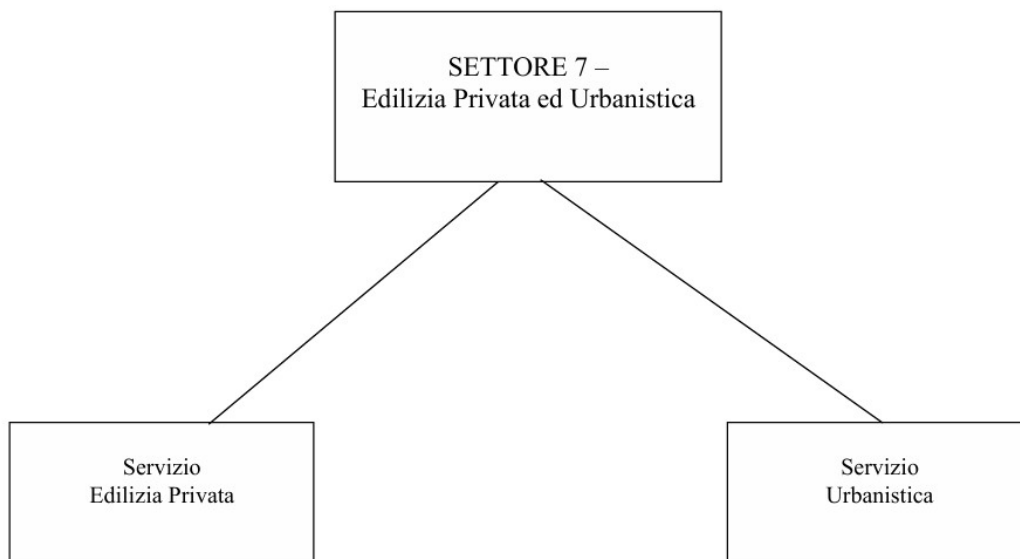 SETTORE 7 –
Edilizia Privata ed Urbanistica
Servizio
Edilizia Privata
Servizio
Urbanistica